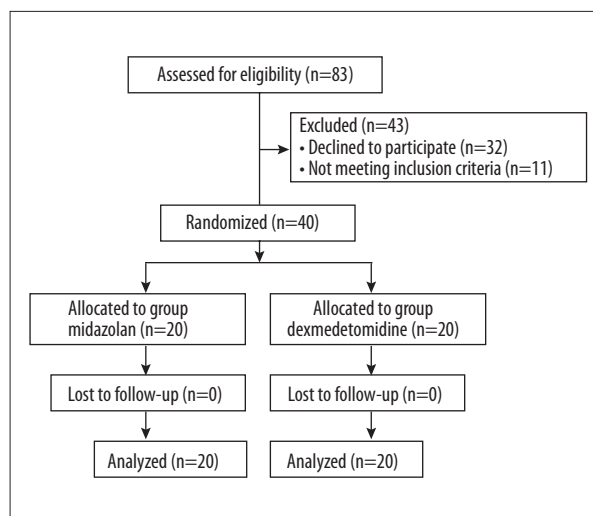 Assessed for eligibility (n=83)
Excluded (n=43)
• Declined to participate (n=32)
• Not meeting inclusion criteria (n=11)
Randomized (n=40)
Allocated to group
midazolan (n=20)
Allocated to group
dexmedetomidine (n=20)
Lost to follow-up (n=0)
Lost to follow-up (n=0)
Analyzed (n=20)
Analyzed (n=20)